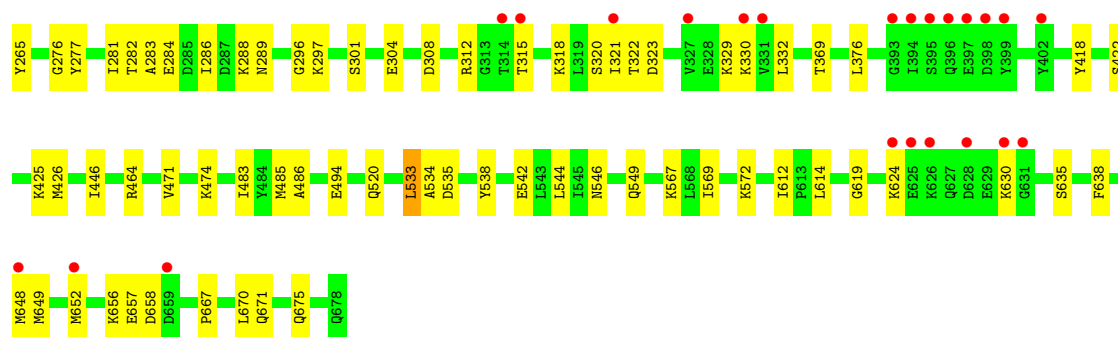 Y265 G276 Y277 I281 T282 A283 E284 D285 I286 D287 K288 N289 G296 K297 S301 E304 D308 R312 G313 T314 T315 K318 L319 S320 I321 T322 D323 V327 E328 K329 K330 V331 L332 T369 L376 G393 I394 S395 Q396 E397 D398 Y399 Y402 Y418
K425 M426 I446 R464 V471 K474 I483 Y484 M485 A486 E494 Q520 L533 A534 D535 Y538 E542 L543 L544 I545 N546 Q549 K567 L568 I569 K572 I612 P613 L614 G619 K624 E625 K626 Q627 D628 E629 K630 G631 S635 F638
M648 M649 M652 K656 E657 D658 D659 P667 L670 Q671 Q675 Q678